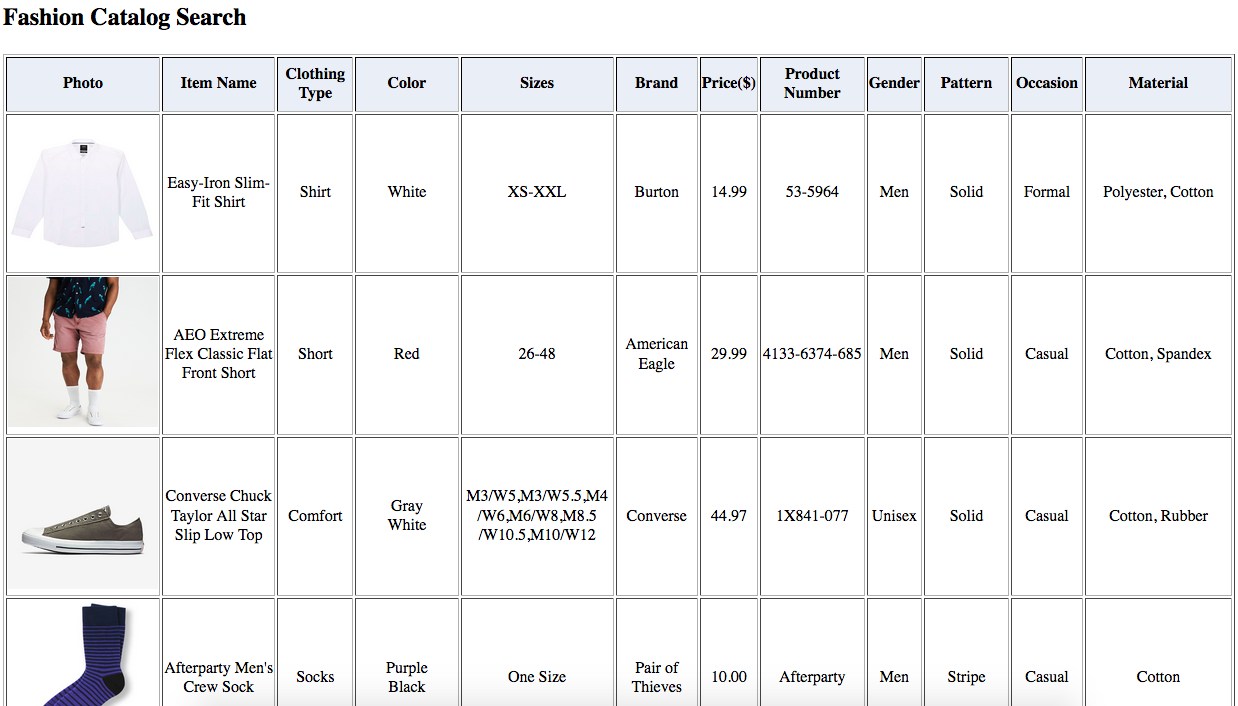 Fashion Catalog Search
Photo Item Name Clothing Type Color Sizes Brand Price($) Product Number Gender Pattern Occasion Material
Easy-Iron Slim-
Fit Shirt
Shirt
White
XS-XXL
Burton
14.99
53-5964
Men
Solid
Formal
Polyester, Cotton
AEO Extreme
Flex Classic Flat
Front Short
Short
Red
26-48
American
Eagle
29.99
4133-6374-685
Men
Solid
Casual
Cotton, Spandex
Converse Chuck
Taylor All Star
Slip Low Top
Comfort
Gray
White
M3/W5,M3/W5.5,M4
/W6,M6/W8,M8.5
/W10.5,M10/W12
Converse
44.97
1X841-077
Unisex
Solid
Casual
Cotton, Rubber
Afterparty Men's
Crew Sock
Socks
Purple
Black
One Size
Pair of
Thieves
10.00
Afterparty
Men
Stripe
Casual
Cotton